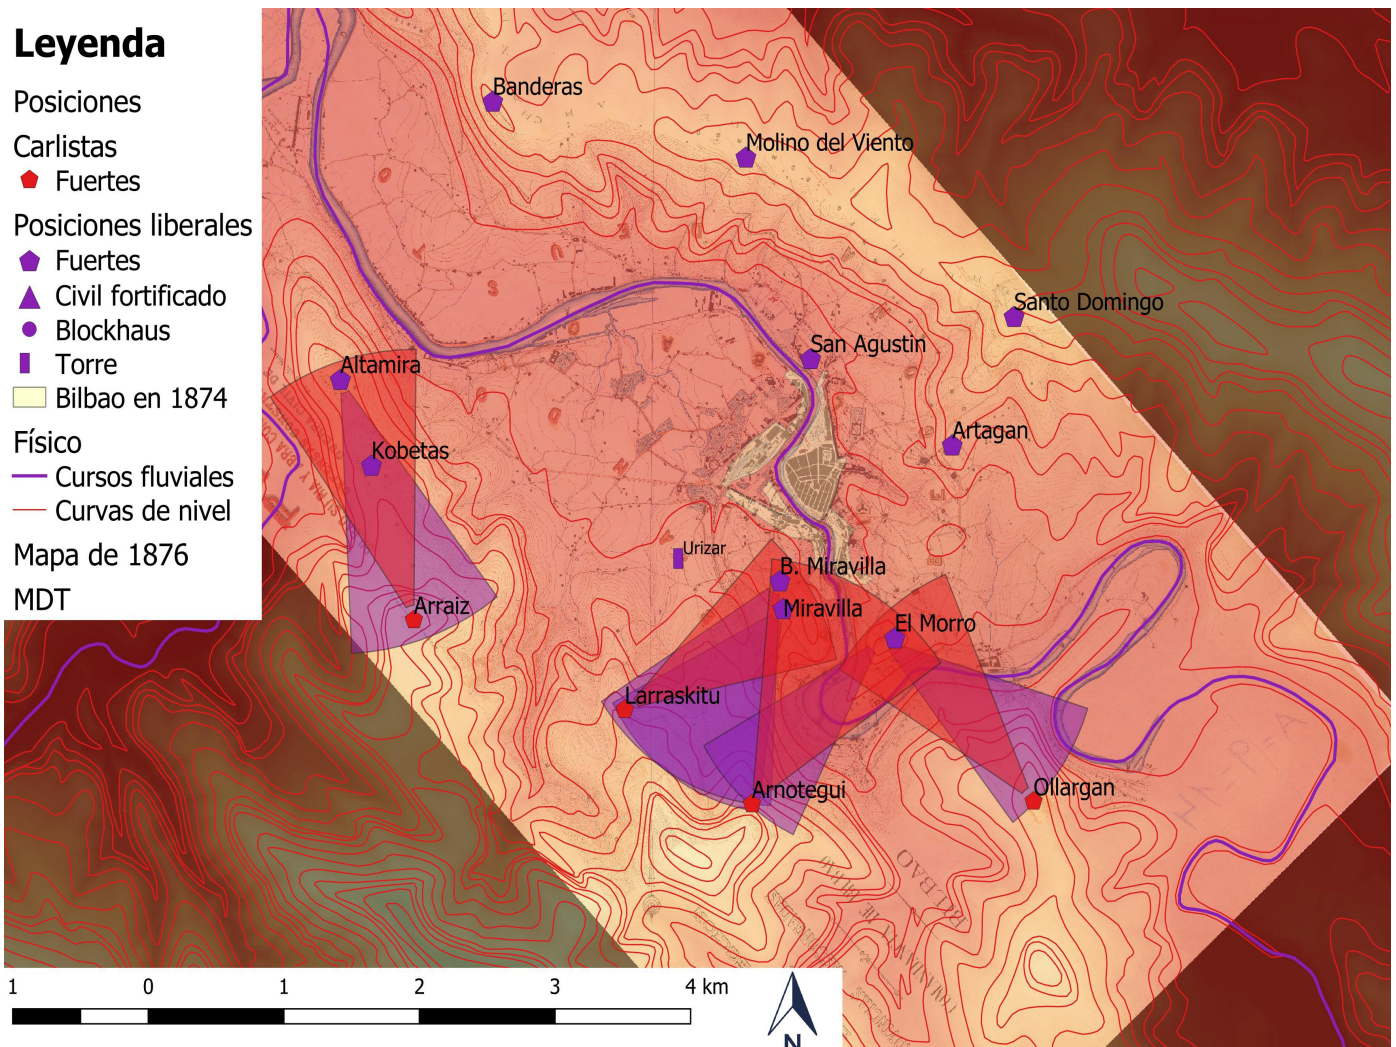 Leyenda
Posiciones
Carlistas
Fuertes
Posiciones liberales
Fuertes
Civil fortificado
Blockhaus
Torre
Bilbao en 1874
Físico
Cursos fluviales
Curvas de nivel
Mapa de 1876
MDT
Banderas
Molino del Viento
Santo Domingo
San Agustin
Altamira
Artagan
Kobetas
Urizar
B. Miravilla
Miravilla
Arraiz
El Morro
Larraskitu
Arnotegui
Ollargan
BILBAO
1 0 1 2 3 4 km
N